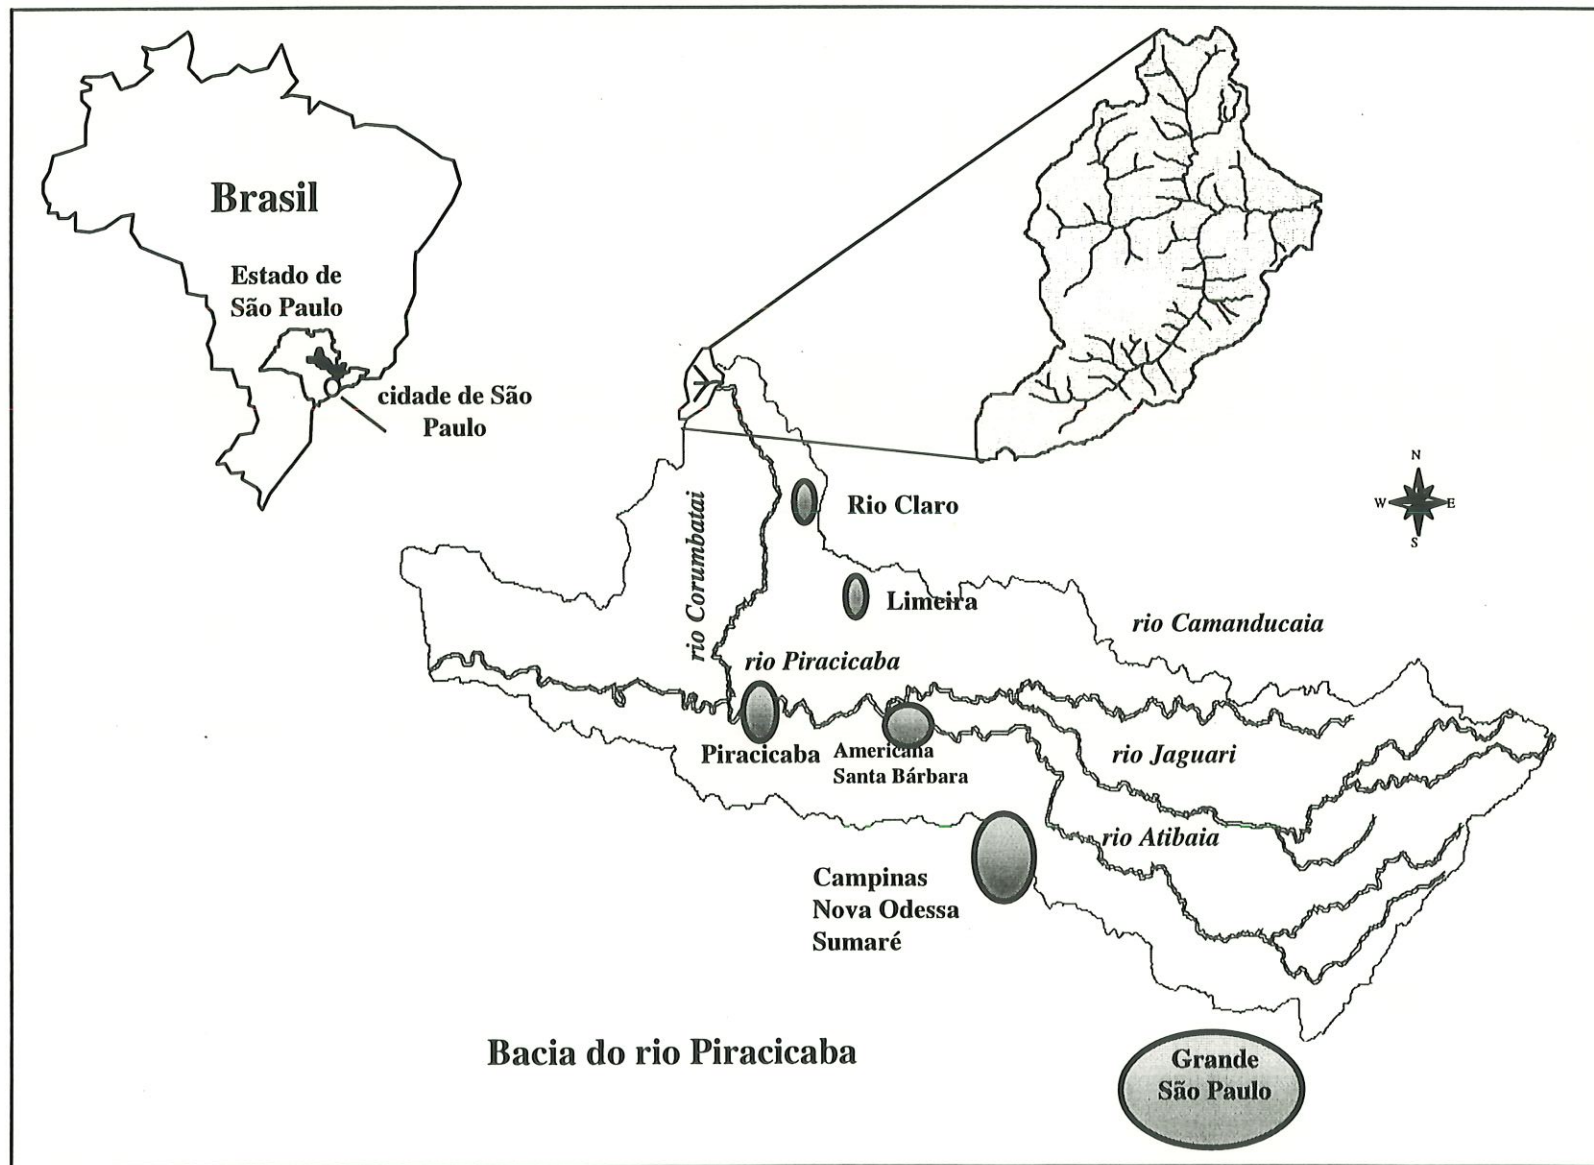 Brasil
Estado de
São Paulo
cidade de São
Paulo
N
W
E
S
Rio Claro
rio Corumbatai
Limeira
rio Camanducaia
rio Piracicaba
Piracicaba
Americana
Santa Bárbara
rio Jaguari
rio Atibaia
Campinas
Nova Odessa
Sumaré
Bacia do rio Piracicaba
Grande
São Paulo